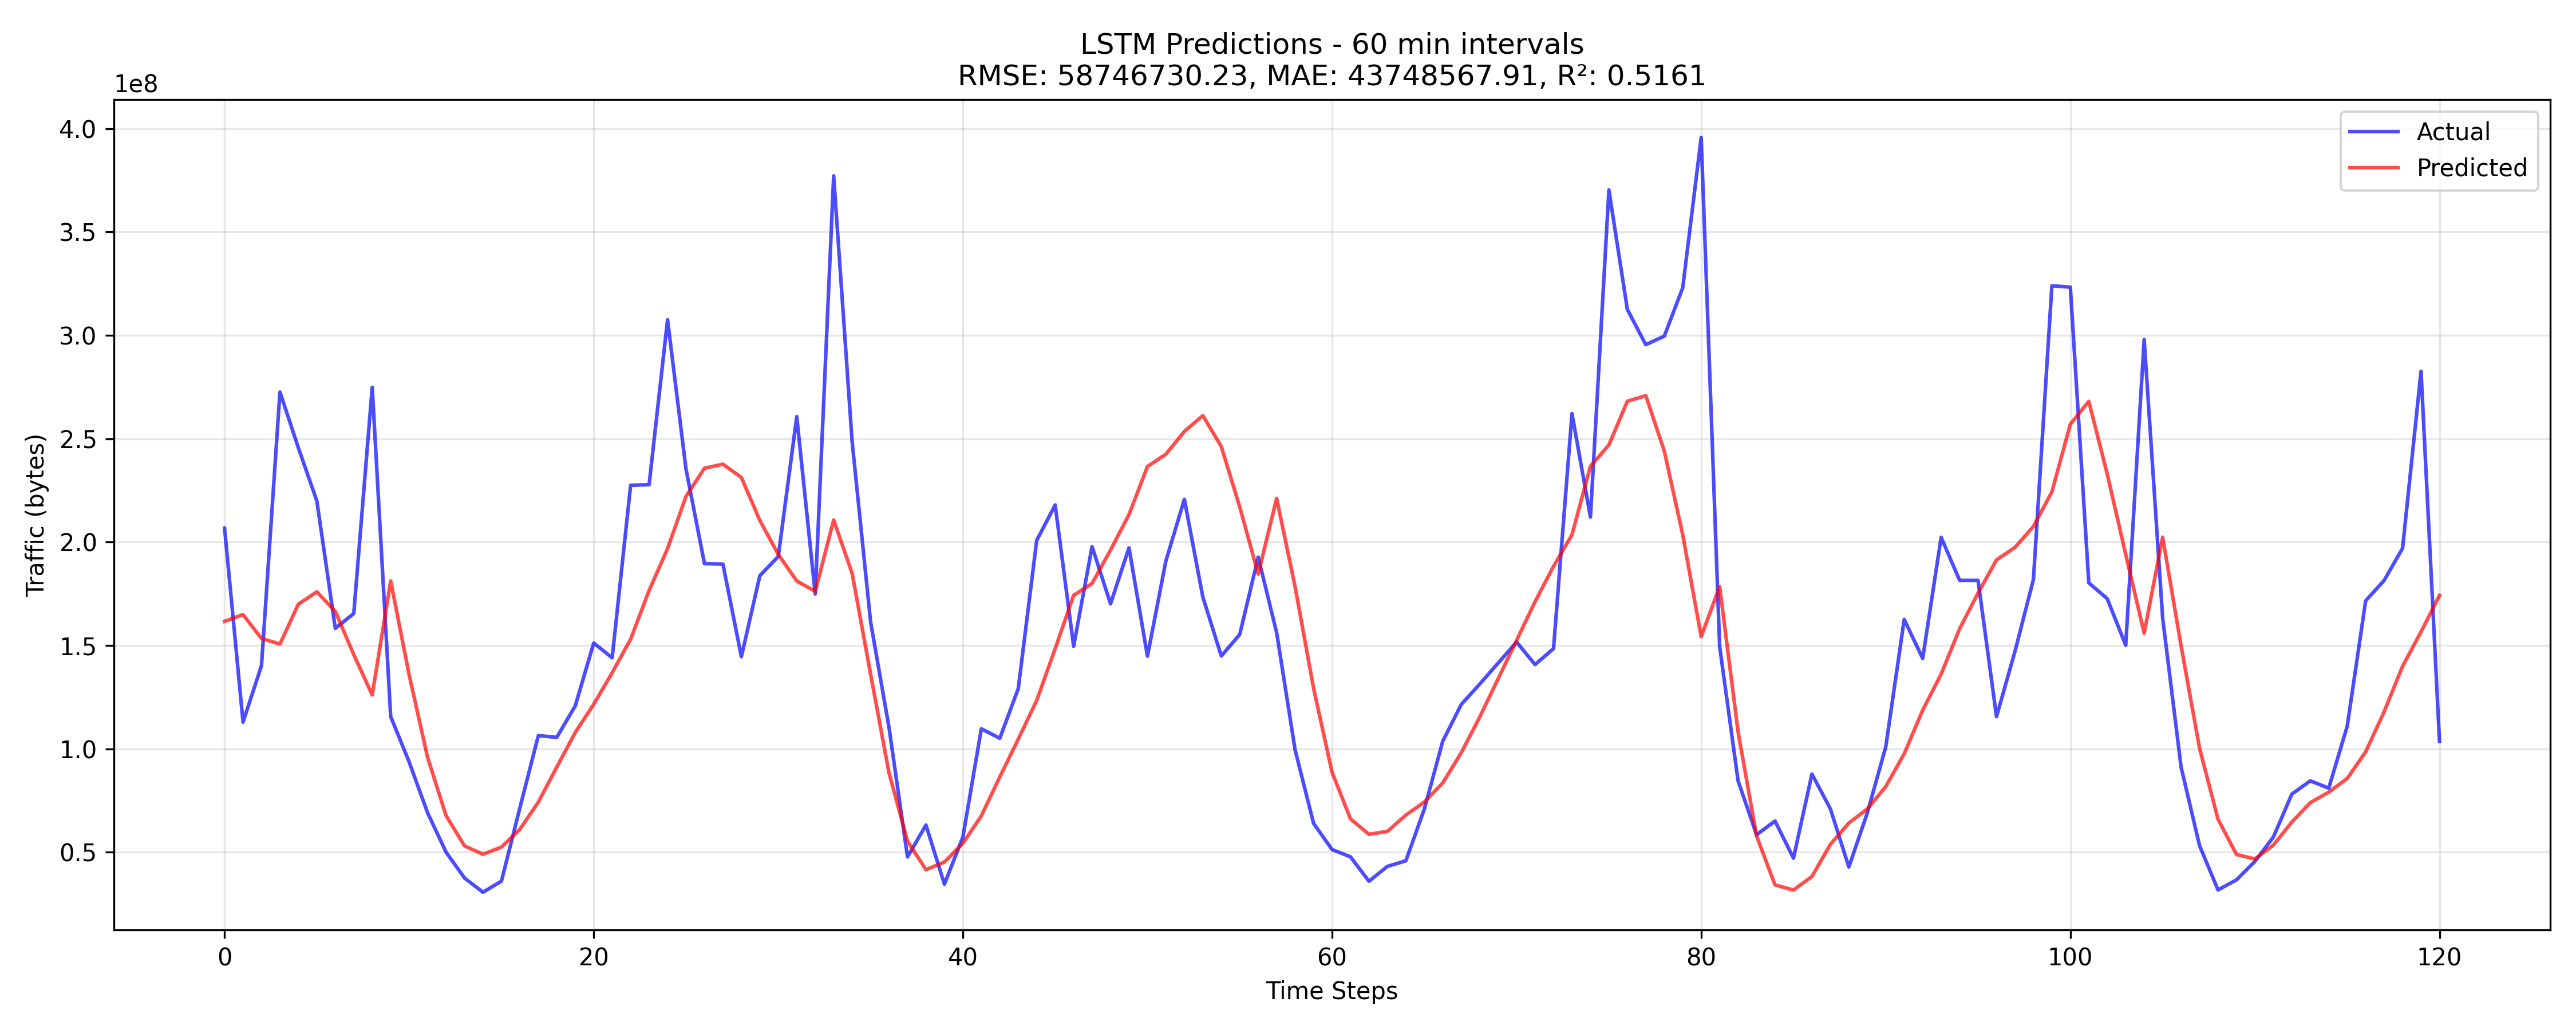 LSTM Predictions - 60 min intervals
RMSE: 58746730.23, MAE: 43748567.91, R²: 0.5161
1e8
4.0
3.5
3.0
2.5
2.0
1.5
1.0
0.5
Traffic (bytes)
Actual
Predicted
0 20 40 60 80 100 120
Time Steps